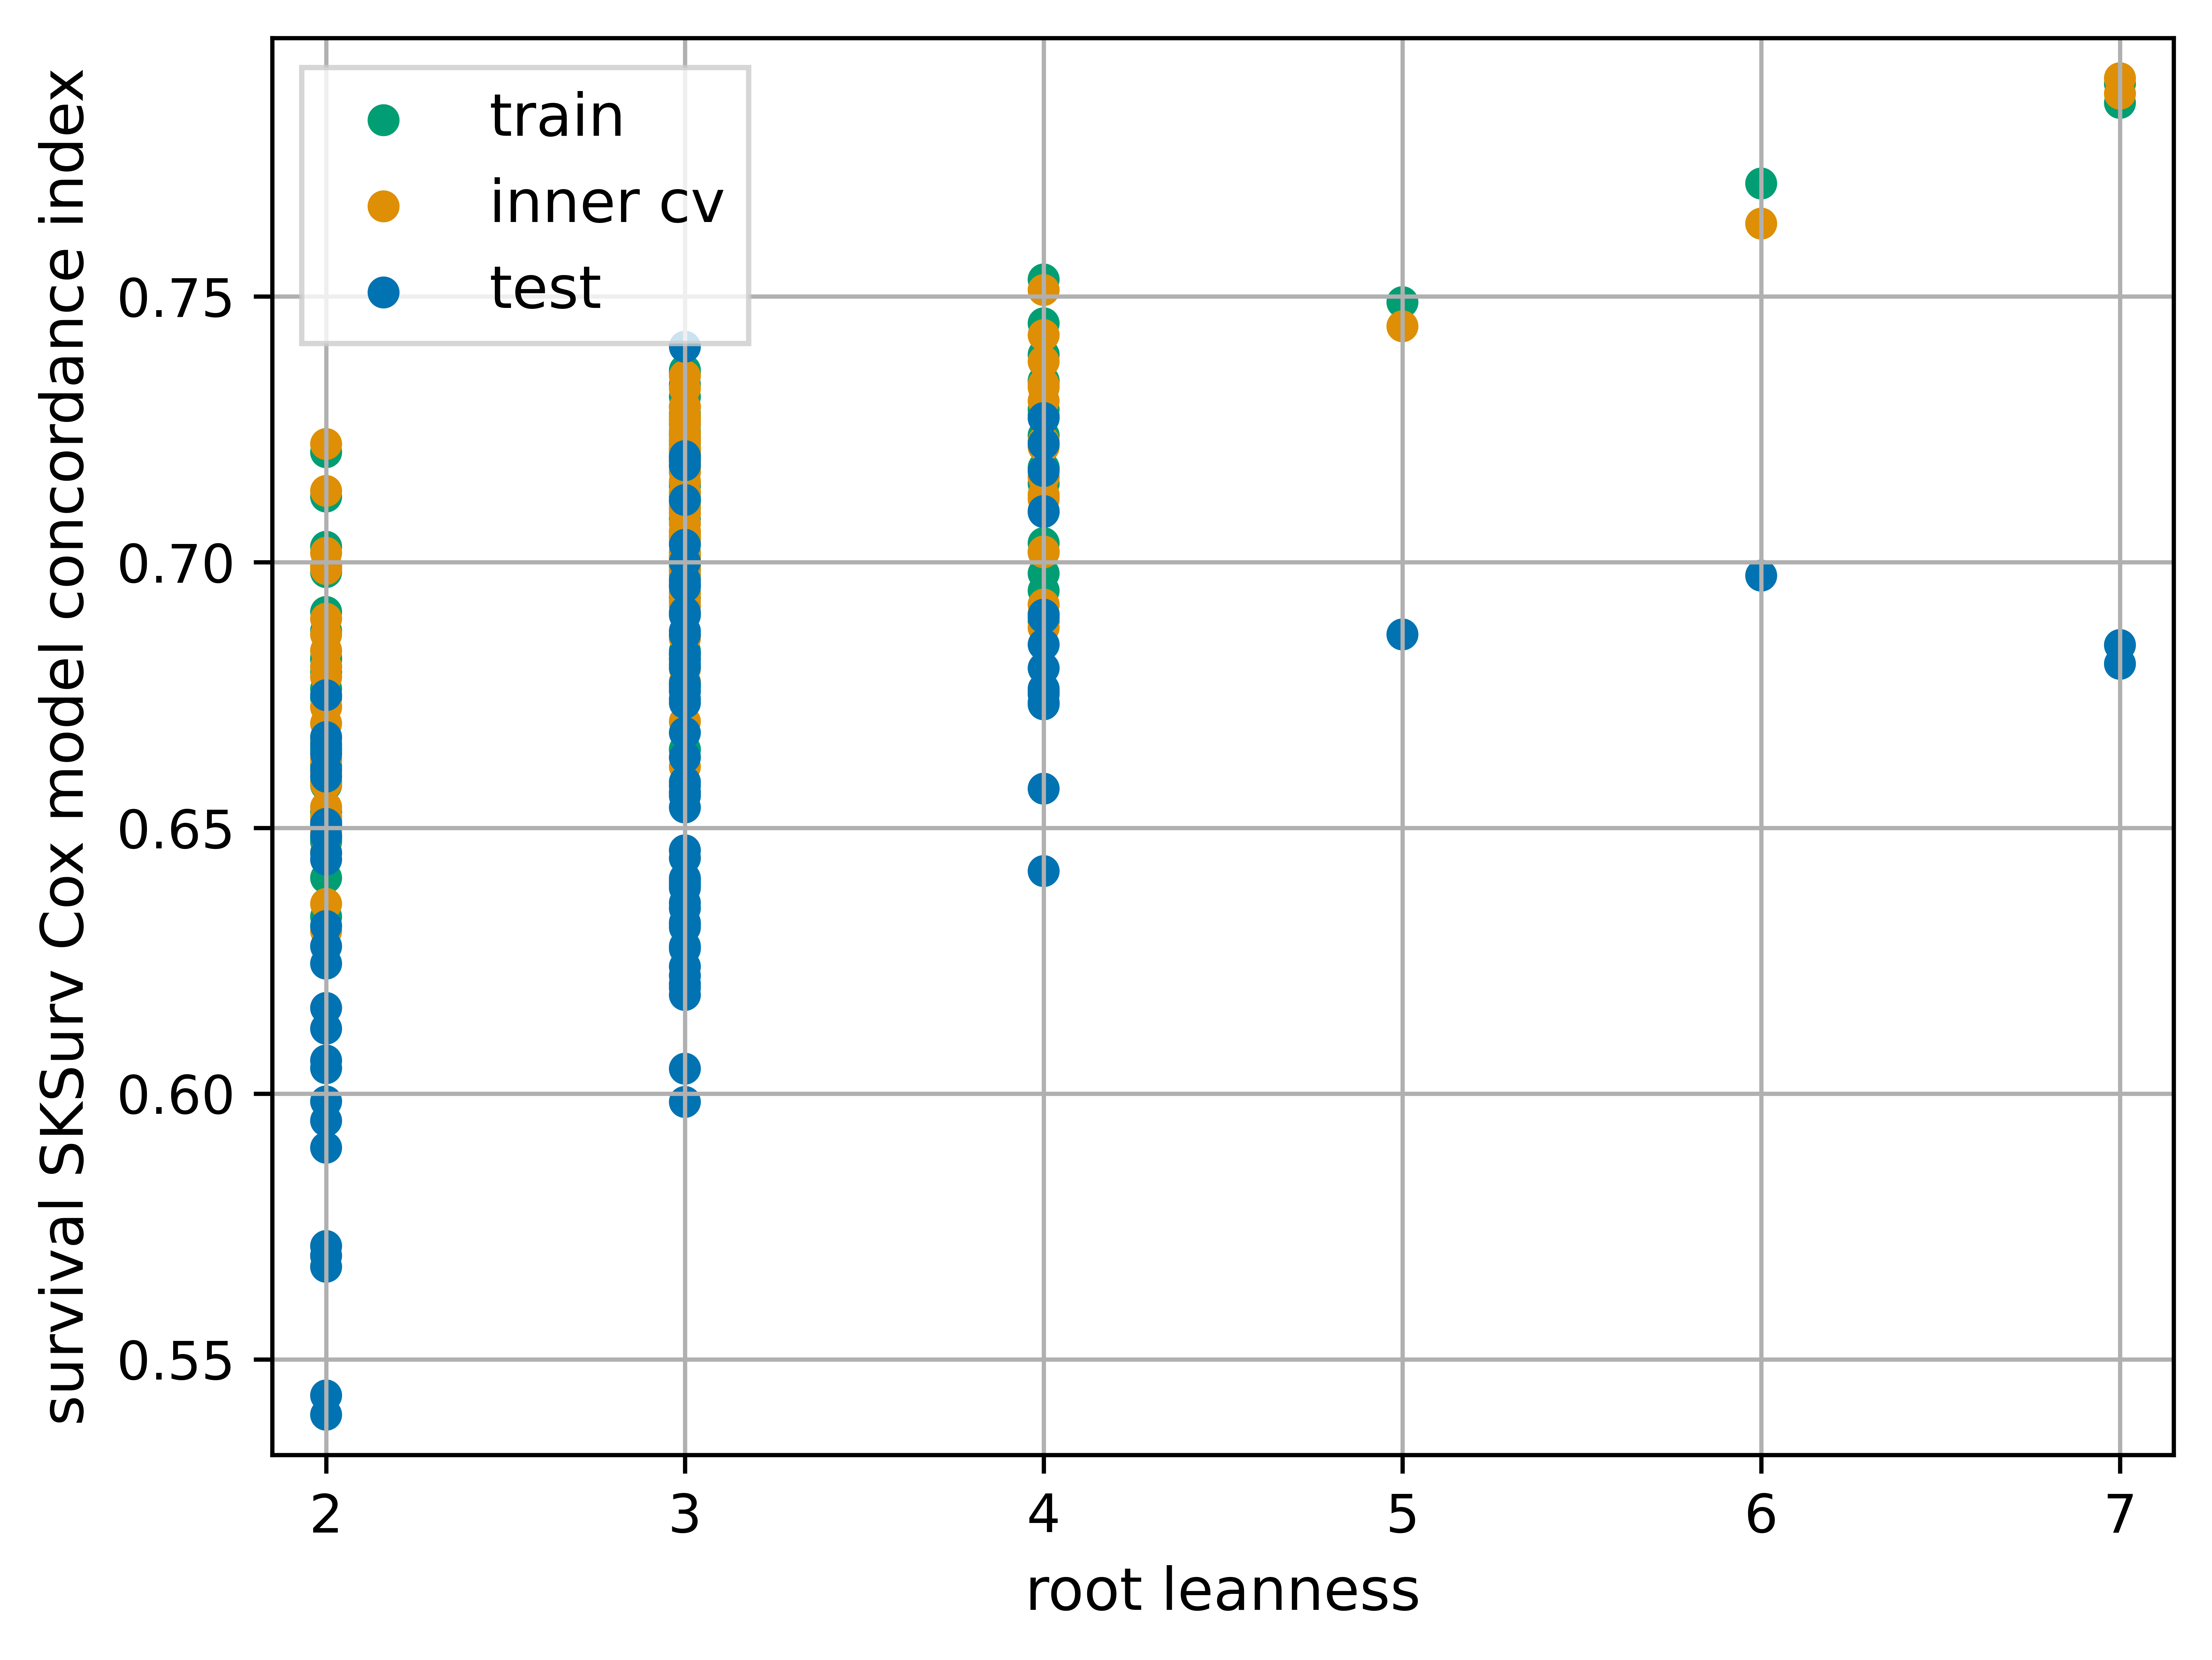 survival SKSurv Cox model concordance index
train
inner cv
test
0.75
0.70
0.65
0.60
0.55
2 3 4 5 6 7
root leanness